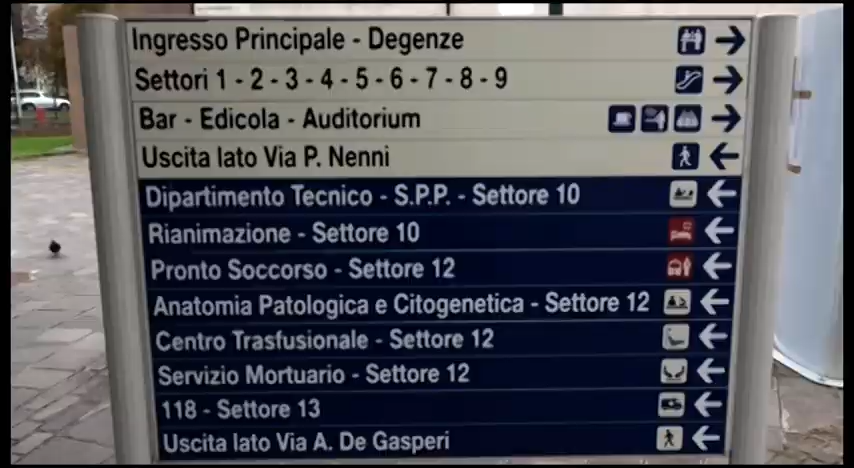 Ingresso Principale - Degenze
Settori 1 - 2 - 3 - 4 - 5 - 6 - 7 - 8 - 9
Bar - Edicola - Auditorium
Uscita lato Via P. Nenni
Dipartimento Tecnico - S.P.P. - Settore 10
Rianimazione - Settore 10
Pronto Soccorso - Settore 12
Anatomia Patologica e Citogenetica - Settore 12
Centro Trasfusionale - Settore 12
Servizio Mortuario - Settore 12
118 - Settore 13
Uscita lato Via A. De Gasperi